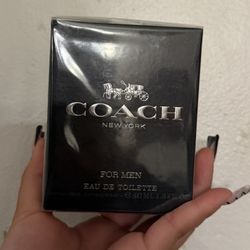 COACH
NEW YORK
FOR MEN
EAU DE TOILETTE